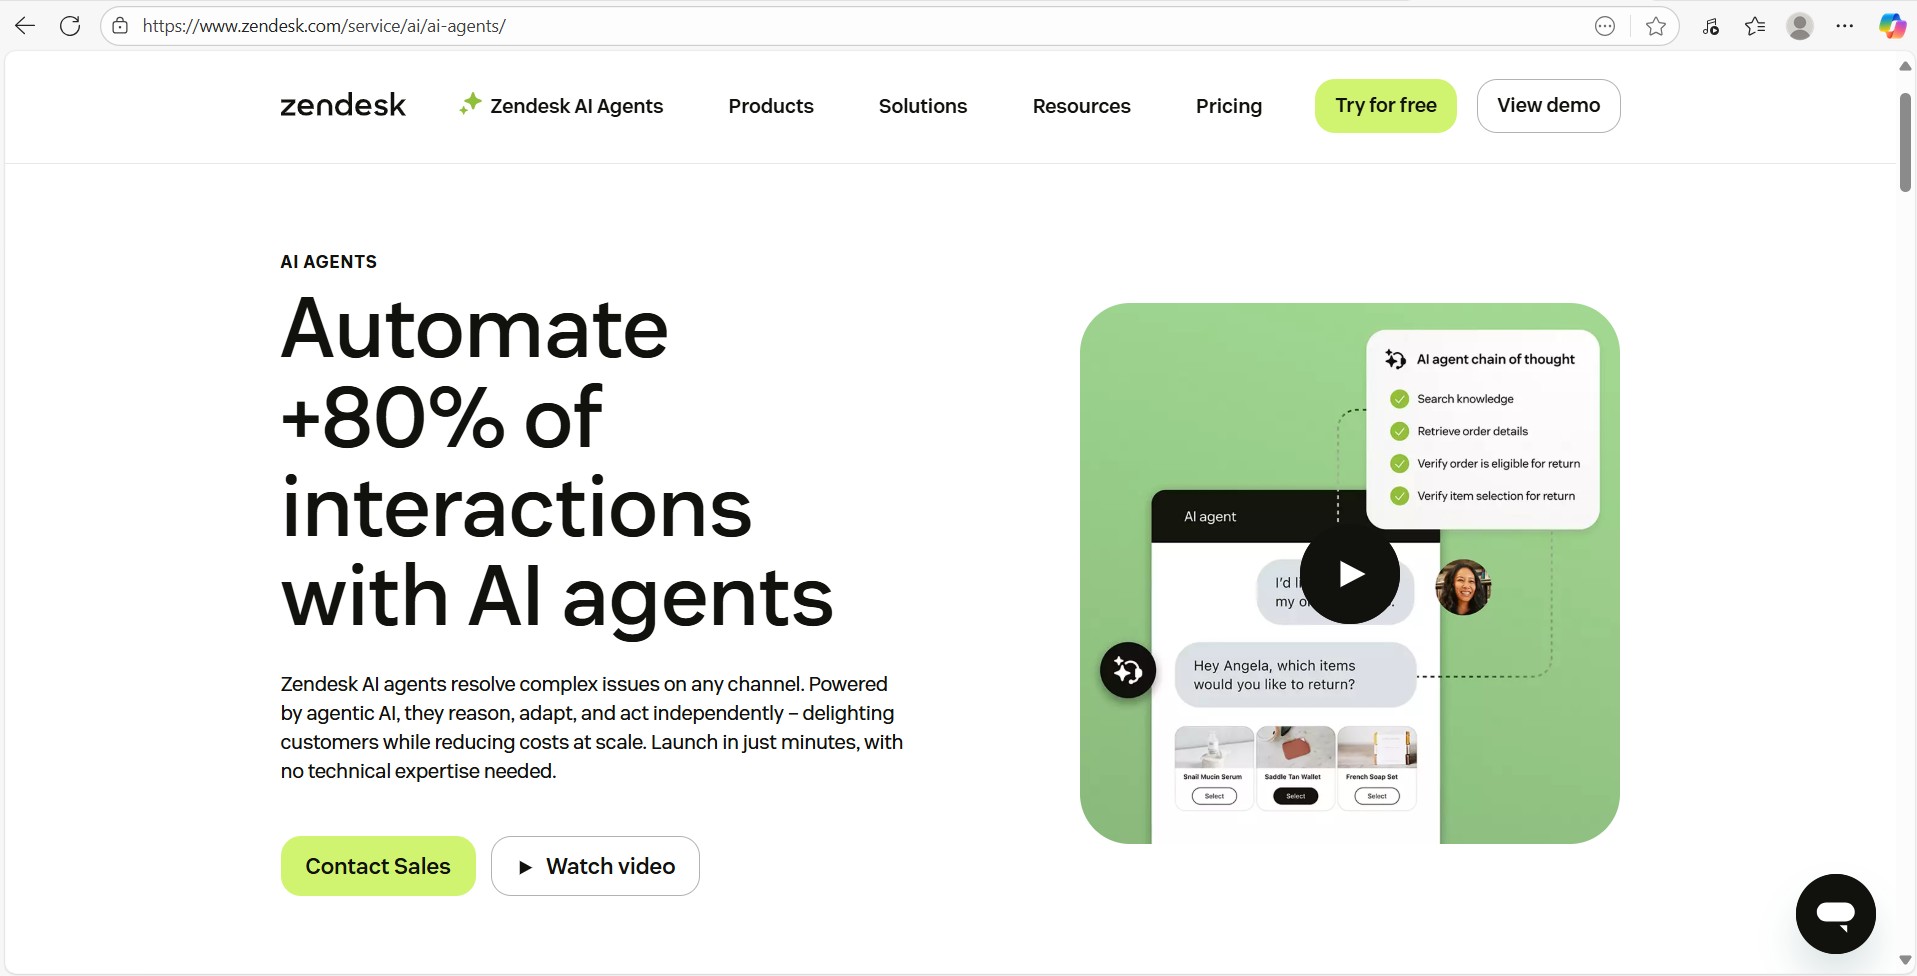 https://www.zendesk.com/service/ai/ai-agents/
zendesk
Zendesk AI Agents
Products
Solutions
Resources
Pricing
Try for free
View demo
AI AGENTS
Automate
+80% of
interactions
with AI agents
Zendesk AI agents resolve complex issues on any channel. Powered
by agentic AI, they reason, adapt, and act independently – delighting
customers while reducing costs at scale. Launch in just minutes, with
no technical expertise needed.
Contact Sales
Watch video
AI agent chain of thought
Search knowledge
Retrieve order details
Verify order is eligible for return
Verify item selection for return
AI agent
I'd
my
Hey Angela, which items
would you like to return?
Snail Mucin Serum
Select
Saddle Tan Wallet
Select
French Soap Set
Select